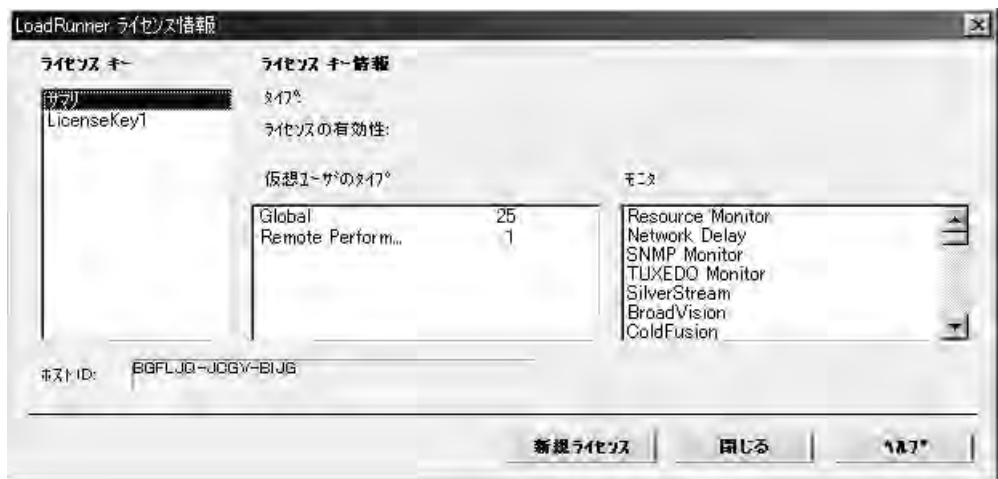 LoadRunner ライセンス情報
ライセンス キー
サマリ
LicenseKey1
ライセンス キー情報
タイプ:
ライセンスの有効性:
仮想ユーザのタイプ
Global 25
Remote Perform... 1
モニタ
Resource Monitor
Network Delay
SNMP Monitor
TUXEDO Monitor
SilverStream
BroadVision
ColdFusion
ホスト ID: BGFLJQ-JCGV-BIJG
新規ライセンス
閉じる
ヘルプ